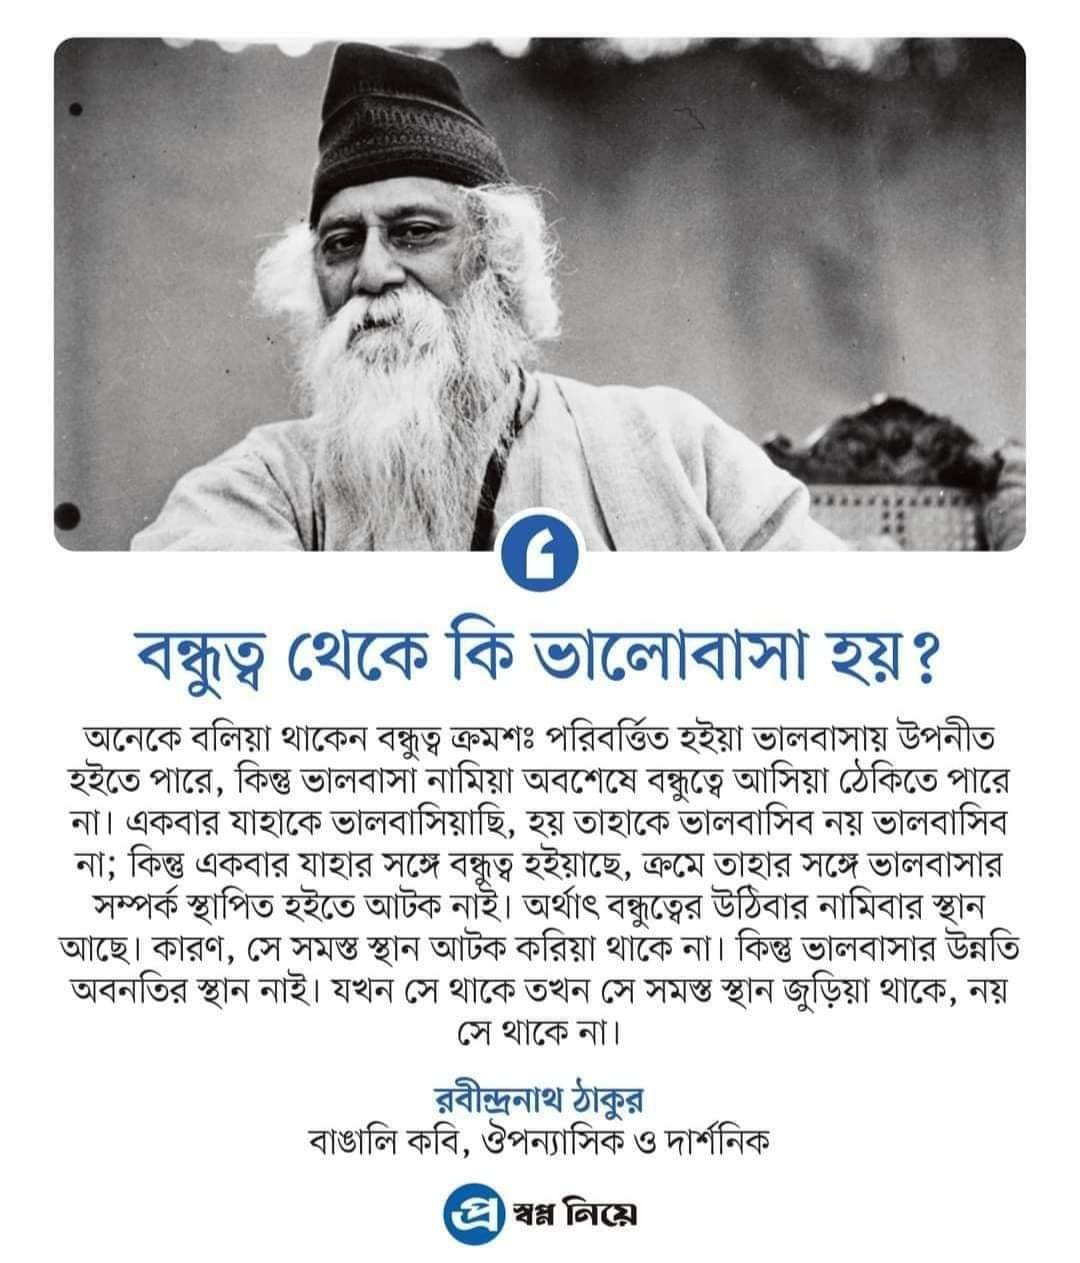 বন্ধুত্ব থেকে কি ভালোবাসা হয়?
অনেকে বলিয়া থাকেন বন্ধুত্ব ক্রমশঃ পরিবর্ত্তিত হইয়া ভালবাসায় উপনীত
হইতে পারে, কিন্তু ভালবাসা নামিয়া অবশেষে বন্ধুত্বে আসিয়া ঠেকিতে পারে
না। একবার যাহাকে ভালবাসিয়াছি, হয় তাহাকে ভালবাসিব নয় ভালবাসিব
না; কিন্তু একবার যাহার সঙ্গে বন্ধুত্ব হইয়াছে, ক্রমে তাহার সঙ্গে ভালবাসার
সম্পর্ক স্থাপিত হইতে আটক নাই। অর্থাৎ বন্ধুত্বের উঠিবার নামিবার স্থান
আছে। কারণ, সে সমস্ত স্থান আটক করিয়া থাকে না। কিন্তু ভালবাসার উন্নতি
অবনতির স্থান নাই। যখন সে থাকে তখন সে সমস্ত স্থান জুড়িয়া থাকে, নয়
সে থাকে না।
রবীন্দ্রনাথ ঠাকুর
বাঙালি কবি, ঔপন্যাসিক ও দার্শনিক
প্র স্বপ্ন নিয়ে